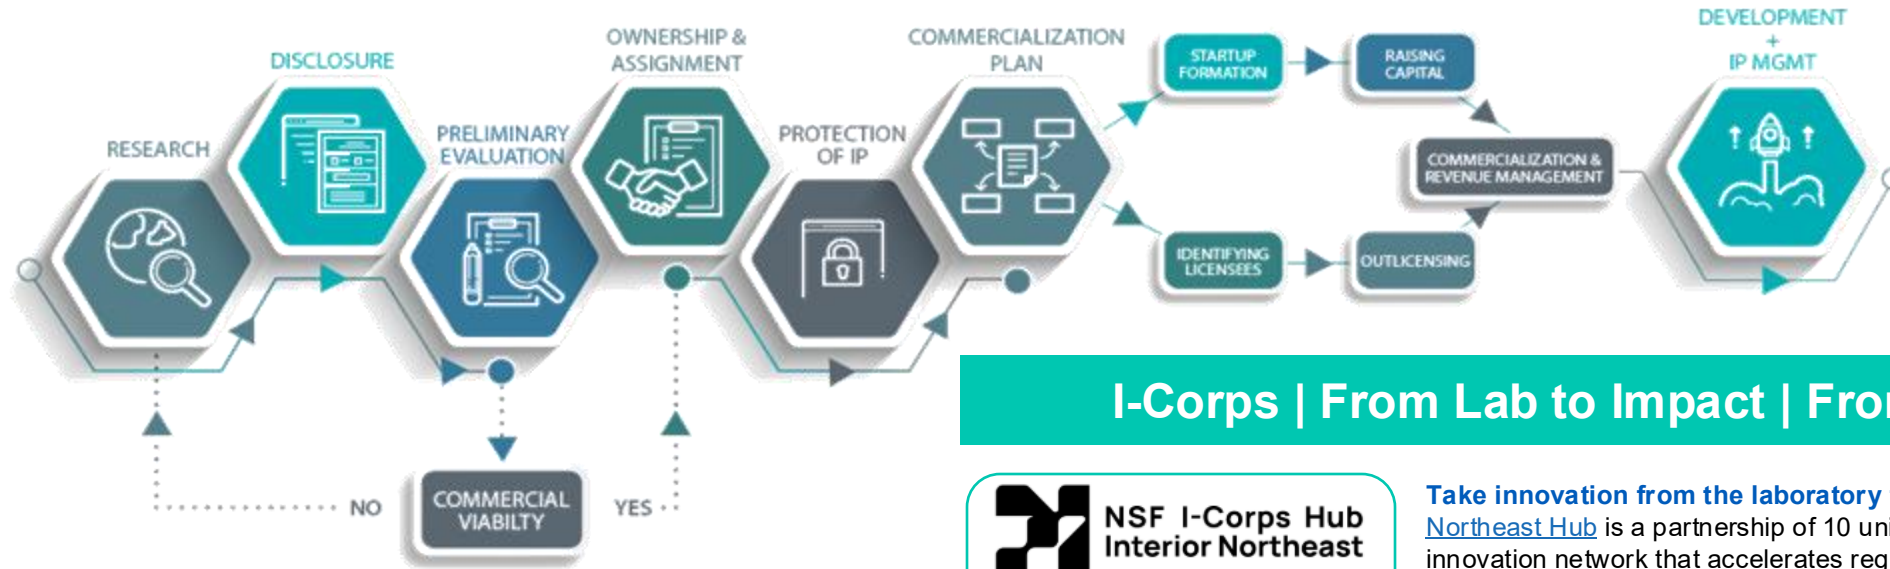 RESEARCH
DISCLOSURE
PRELIMINARY
EVALUATION
OWNERSHIP &
ASSIGNMENT
PROTECTION
OF IP
COMMERCIALIZATION
PLAN
STARTUP
FORMATION
RAISING
CAPITAL
IDENTIFYING
LICENSEES
OUTLICENSING
COMMERCIALIZATION &
REVENUE MANAGEMENT
DEVELOPMENT
+
IP MGMT
NO
COMMERCIAL
VIABILTY
YES
I-Corps | From Lab to Impact | Fro
NSF I-Corps Hub
Interior Northeast
Take innovation from the laboratory
Northeast Hub is a partnership of 10 uni
innovation network that accelerates reg